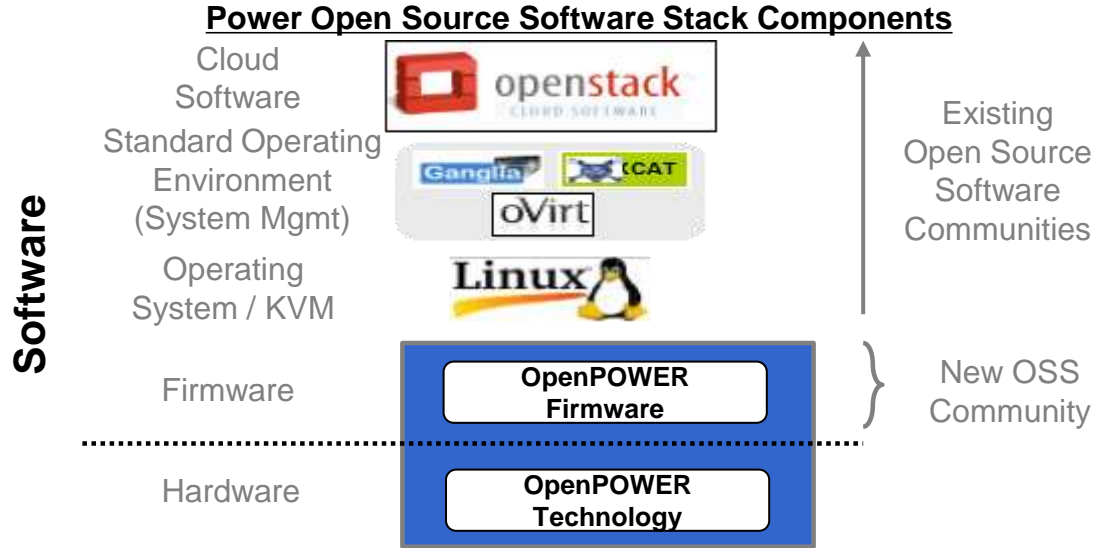 Power Open Source Software Stack Components
Cloud
Software
openstack
CLOUD SOFTWARE
Standard Operating
Environment
(System Mgmt)
Ganglia
XCAT
oVirt
Existing
Open Source
Software
Communities
Software
Operating
System / KVM
Linux
Firmware
OpenPOWER
Firmware
New OSS
Community
Hardware
OpenPOWER
Technology